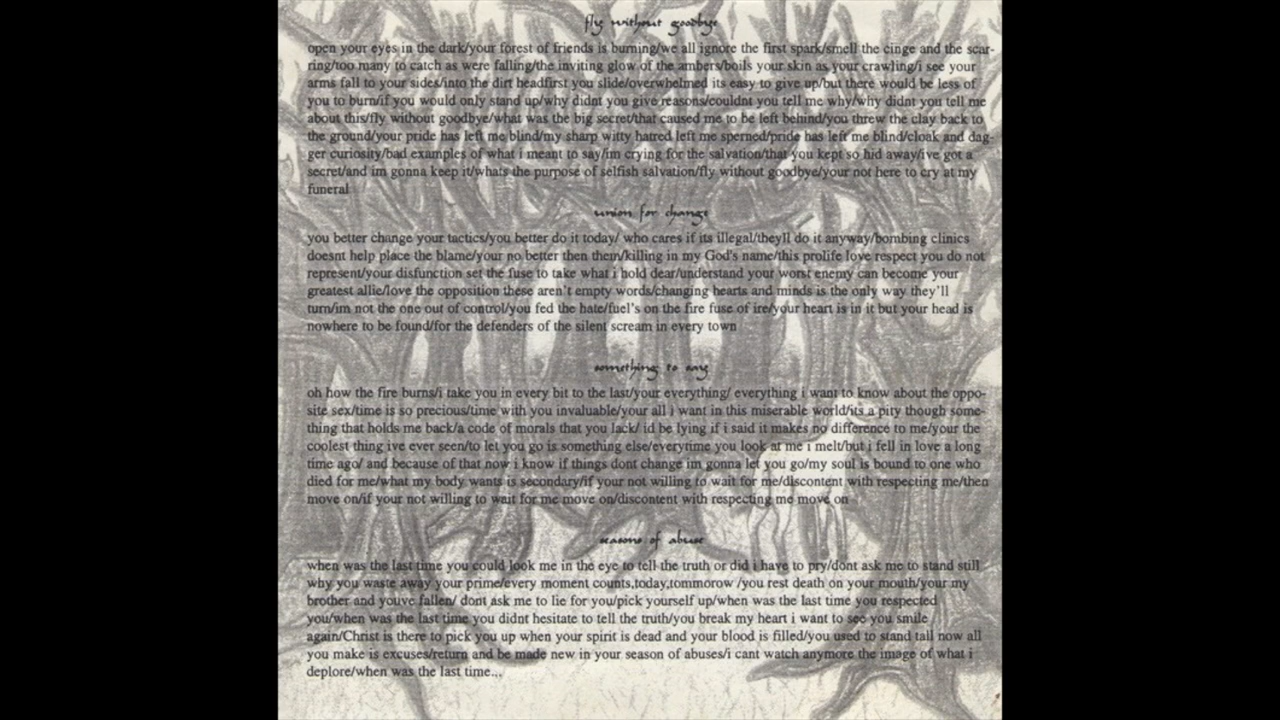 fly without goodbye
open your eyes in the dark/your forest of friends is burning/we all ignore the first spark/smell the cinge and the scar-
ring/too many to catch as were falling/the inviting glow of the ambers/boils your skin as your crawling/i see your
arms fall to your sides/into the dirt headfirst you slide/overwhelmed its easy to give up/but there would be less of
you to burn/if you would only stand up/why didnt you give reasons/couldnt you tell me why/why didnt you tell me
about this/fly without goodbye/what was the big secret/that caused me to be left behind/you threw the clay back to
the ground/your pride has left me blind/my sharp witty hatred left me sperned/pride has left me blind/cloak and dag-
ger curiosity/bad examples of what i meant to say/im crying for the salvation/that you kept so hid away/ive got a
secret/and im gonna keep it/whats the purpose of selfish salvation/fly without goodbye/your not here to cry at my
funeral
union for change
you better change your tactics/you better do it today/ who cares if its illegal/theyll do it anyway/bombing clinics
doesnt help place the blame/your no better then them/killing in my God's name/this prolife love respect you do not
represent/your disfunction set the fuse to take what i hold dear/understand your worst enemy can become your
greatest allie/love the opposition these aren't empty words/changing hearts and minds is the only way they'll
turn/im not the one out of control/you fed the hate/fuel's on the fire fuse of ire/your heart is in it but your head is
nowhere to be found/for the defenders of the silent scream in every town
something to say
oh how the fire burns/i take you in every bit to the last/your everything/ everything i want to know about the oppo-
site sex/time is so precious/time with you invaluable/your all i want in this miserable world/its a pity though some-
thing that holds me back/a code of morals that you lack/ id be lying if i said it makes no difference to me/your the
coolest thing ive ever seen/to let you go is something else/everytime you look at me i melt/but i fell in love a long
time ago/ and because of that now i know if things dont change im gonna let you go/my soul is bound to one who
died for me/what my body wants is secondary/if your not willing to wait for me/discontent with respecting me/then
move on/if your not willing to wait for me move on/discontent with respecting me move on
seasons of abuse
when was the last time you could look me in the eye to tell the truth or did i have to pry/dont ask me to stand still
why you waste away your prime/every moment counts,today,tommorow /you rest death on your mouth/your my
brother and youve fallen/ dont ask me to lie for you/pick yourself up/when was the last time you respected
you/when was the last time you didnt hesitate to tell the truth/you break my heart i want to see you smile
again/Christ is there to pick you up when your spirit is dead and your blood is filled/you used to stand tall now all
you make is excuses/return and be made new in your season of abuses/i cant watch anymore the image of what i
deplore/when was the last time...